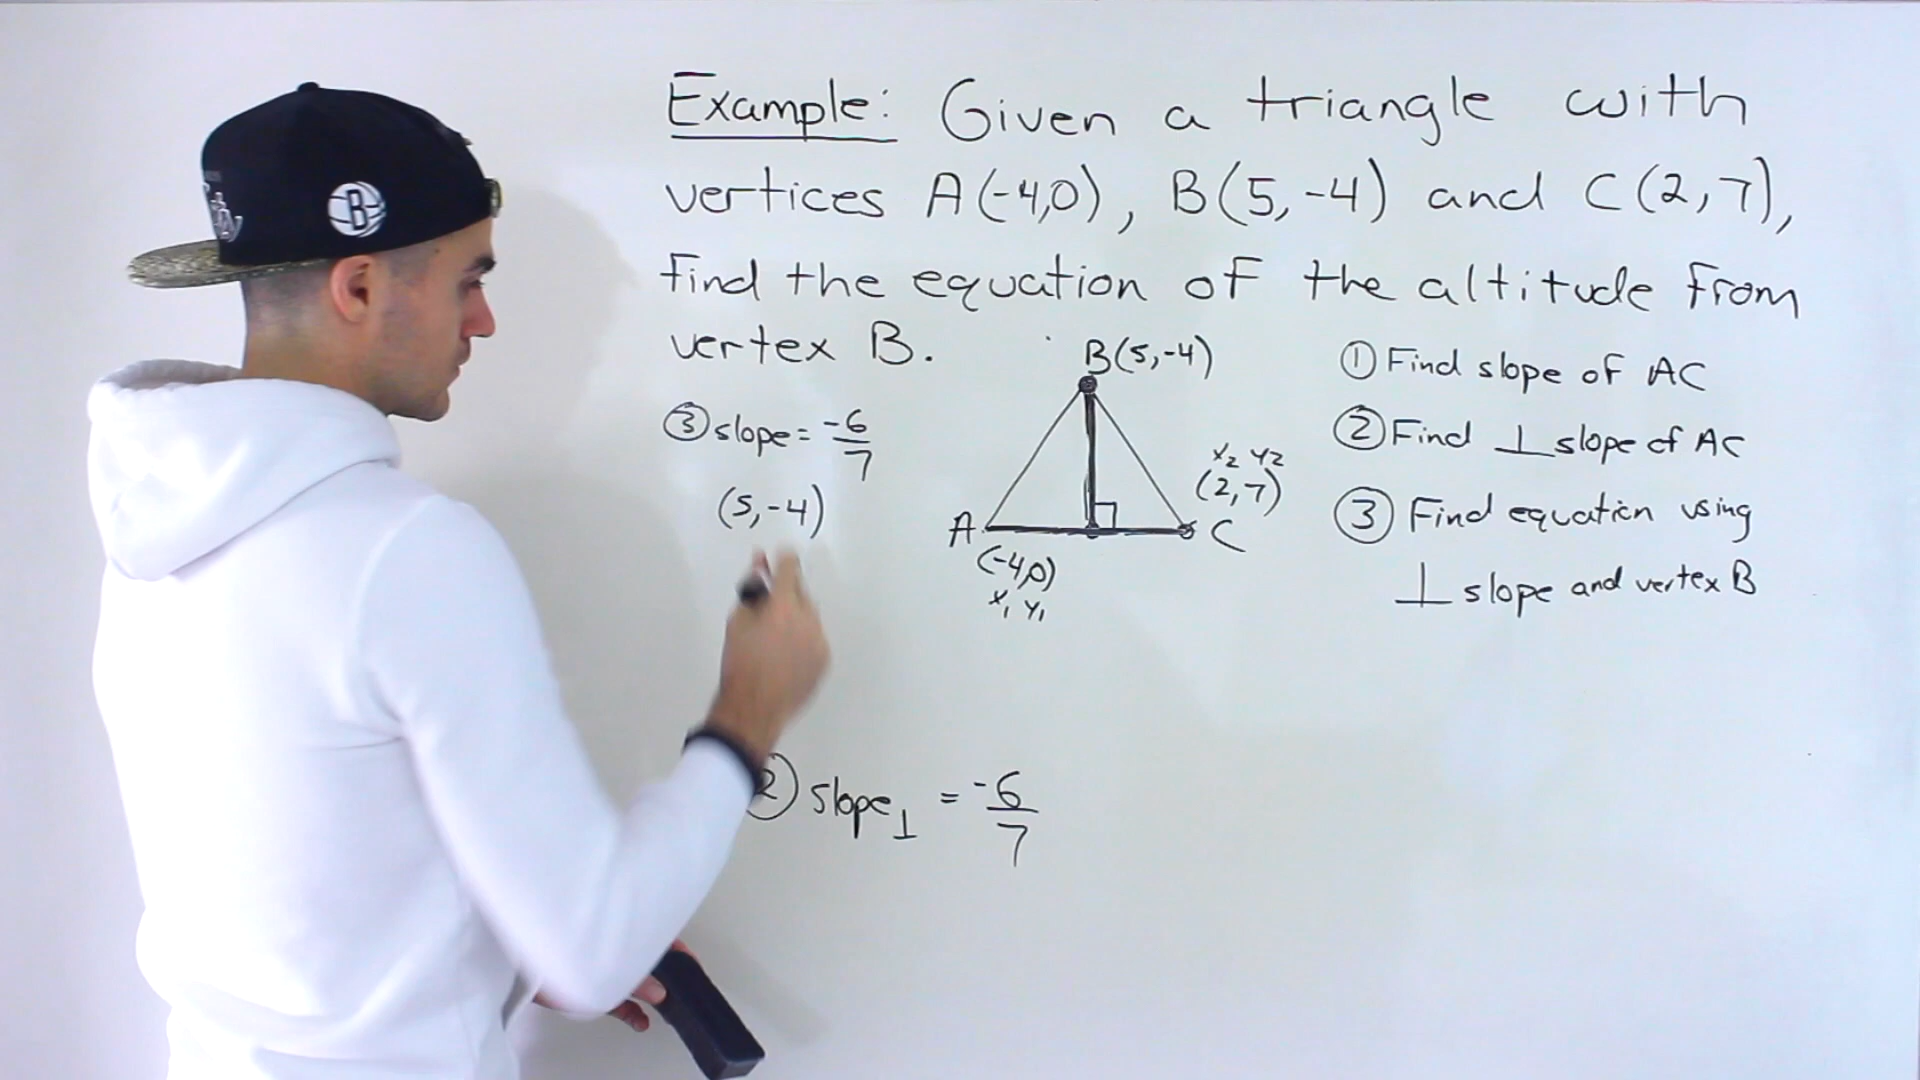 Example: Given a triangle with
vertices A(-4,0), B(5,-4) and C(2,7),
find the equation of the altitude from
vertex B.
B(5,-4)
A
(-4,0)
x₁ y₁
x₂ y₂
(2,7)
C
① Find slope of AC
② Find ⊥ slope of AC
③ Find equation using
⊥ slope and vertex B
③ slope = -6/7
(5,-4)
② slope⊥ = -6/7
B